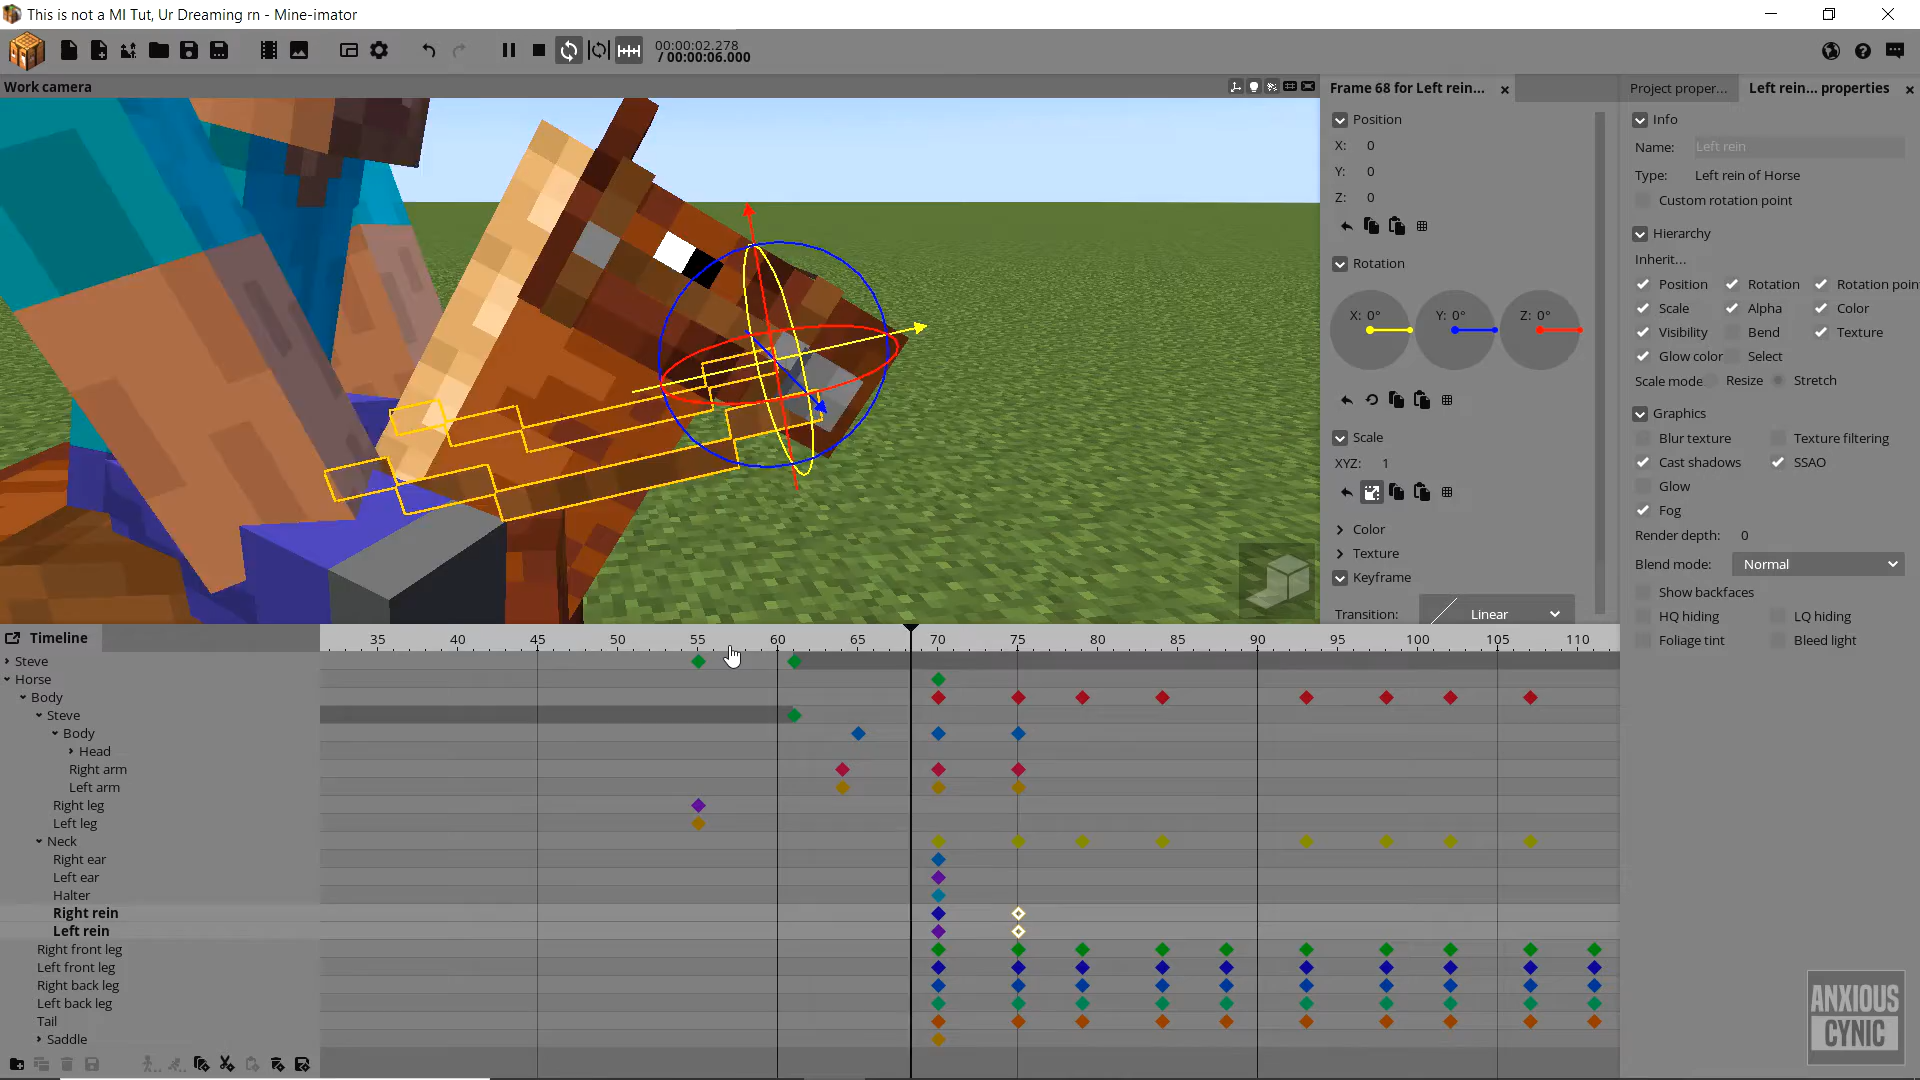 This is not a MI Tut, Ur Dreaming rn - Mine-imator
00:00:02.278
/ 00:00:06.000
Work camera
Frame 68 for Left rein...
Position
X: 0
Y: 0
Z: 0
Rotation
X: 0°
Y: 0°
Z: 0°
Scale
XYZ: 1
Color
Texture
Keyframe
Transition: Linear
Project proper...
Left rein... properties
Info
Name: Left rein
Type: Left rein of Horse
Custom rotation point
Hierarchy
Inherit...
Position Rotation Rotation poin
Scale Alpha Color
Visibility Bend Texture
Glow color Select
Scale mode Resize Stretch
Graphics
Blur texture Texture filtering
Cast shadows SSAO
Glow
Fog
Render depth: 0
Blend mode: Normal
Show backfaces
HQ hiding LQ hiding
Foliage tint Bleed light
Timeline
35 40 45 50 55 60 65 70 75 80 85 90 95 100 105 110
Steve
Horse
Body
Steve
Body
Head
Right arm
Left arm
Right leg
Left leg
Neck
Right ear
Left ear
Halter
Right rein
Left rein
Right front leg
Left front leg
Right back leg
Left back leg
Tail
Saddle
ANXIOUS
CYNIC